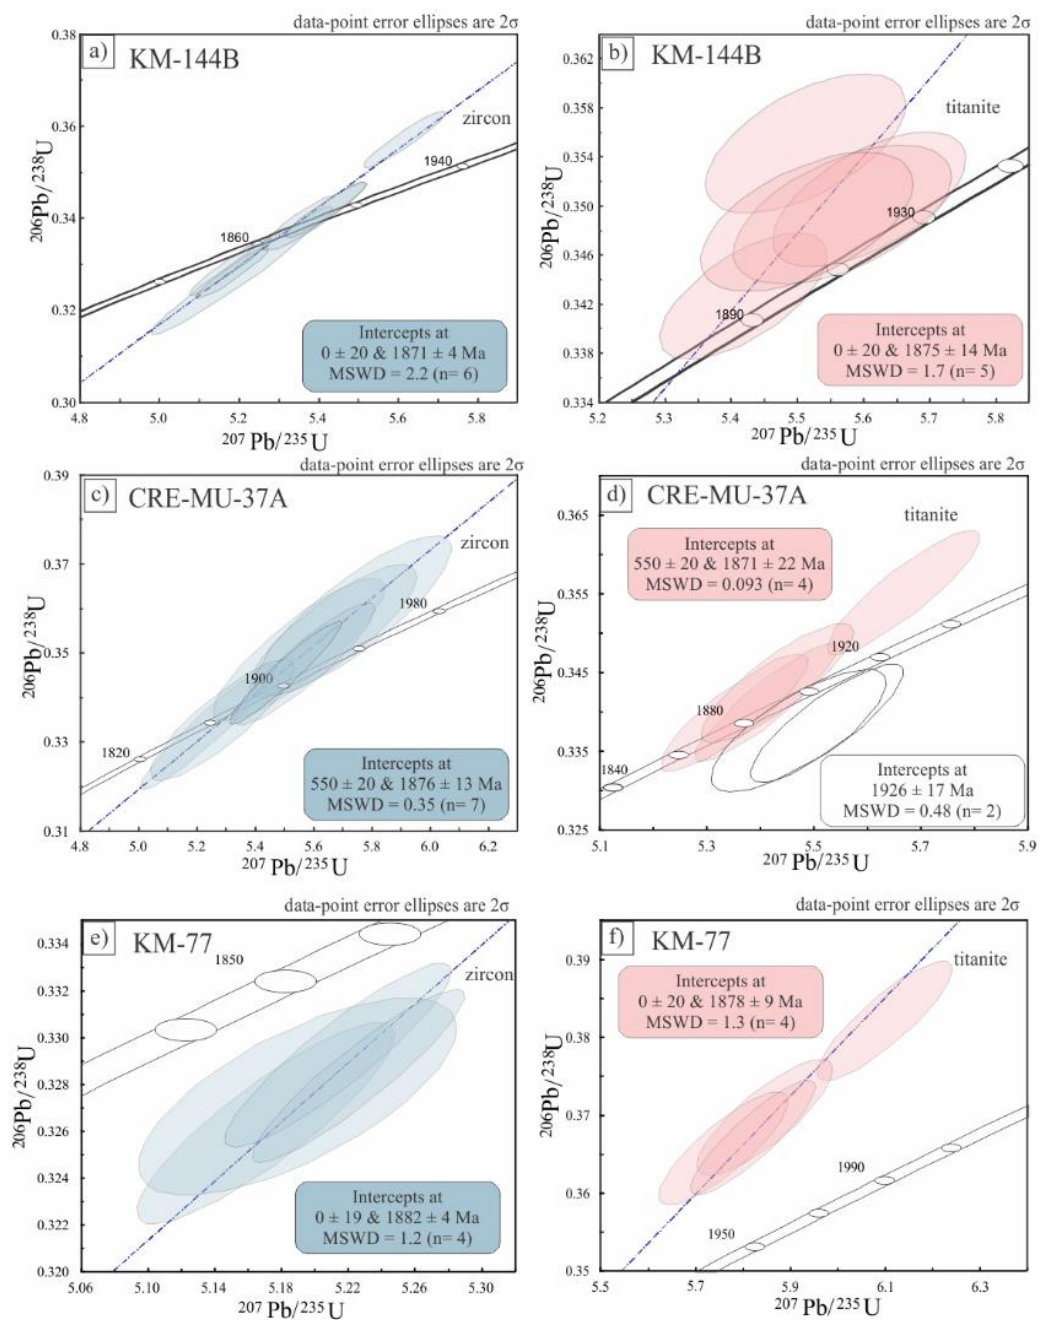 data-point error ellipses are 2σ
a) KM-144B
zircon
0.38
0.36
0.34
0.32
0.30
1940
1860
Intercepts at
0 ± 20 & 1871 ± 4 Ma
MSWD = 2.2 (n= 6)
4.8 5.0 5.2 5.4 5.6 5.8
206Pb/238U
207 Pb/235 U
data-point error ellipses are 2σ
b) KM-144B
titanite
0.362
0.358
0.354
0.350
0.346
0.342
0.338
0.334
1930
1890
Intercepts at
0 ± 20 & 1875 ± 14 Ma
MSWD = 1.7 (n= 5)
5.2 5.3 5.4 5.5 5.6 5.7 5.8
206Pb/238U
207 Pb/235 U
data-point error ellipses are 2σ
c) CRE-MU-37A
zircon
0.39
0.37
0.35
0.33
0.31
1980
1900
1820
Intercepts at
550 ± 20 & 1876 ± 13 Ma
MSWD = 0.35 (n= 7)
4.8 5.0 5.2 5.4 5.6 5.8 6.0 6.2
206Pb/238U
207 Pb/235 U
data-point error ellipses are 2σ
d) CRE-MU-37A
titanite
0.365
0.355
0.345
0.335
0.325
Intercepts at
550 ± 20 & 1871 ± 22 Ma
MSWD = 0.093 (n= 4)
1920
1880
1840
Intercepts at
1926 ± 17 Ma
MSWD = 0.48 (n= 2)
5.1 5.3 5.5 5.7 5.9
206Pb/238U
207 Pb/235 U
data-point error ellipses are 2σ
e) KM-77
zircon
0.334
0.332
0.330
0.328
0.326
0.324
0.322
0.320
1850
Intercepts at
0 ± 19 & 1882 ± 4 Ma
MSWD = 1.2 (n= 4)
5.06 5.10 5.14 5.18 5.22 5.26 5.30
206Pb/238U
207 Pb/235 U
data-point error ellipses are 2σ
f) KM-77
titanite
0.39
0.38
0.37
0.36
0.35
Intercepts at
0 ± 20 & 1878 ± 9 Ma
MSWD = 1.3 (n= 4)
1990
1950
5.5 5.7 5.9 6.1 6.3
206Pb/238U
207 Pb/235 U